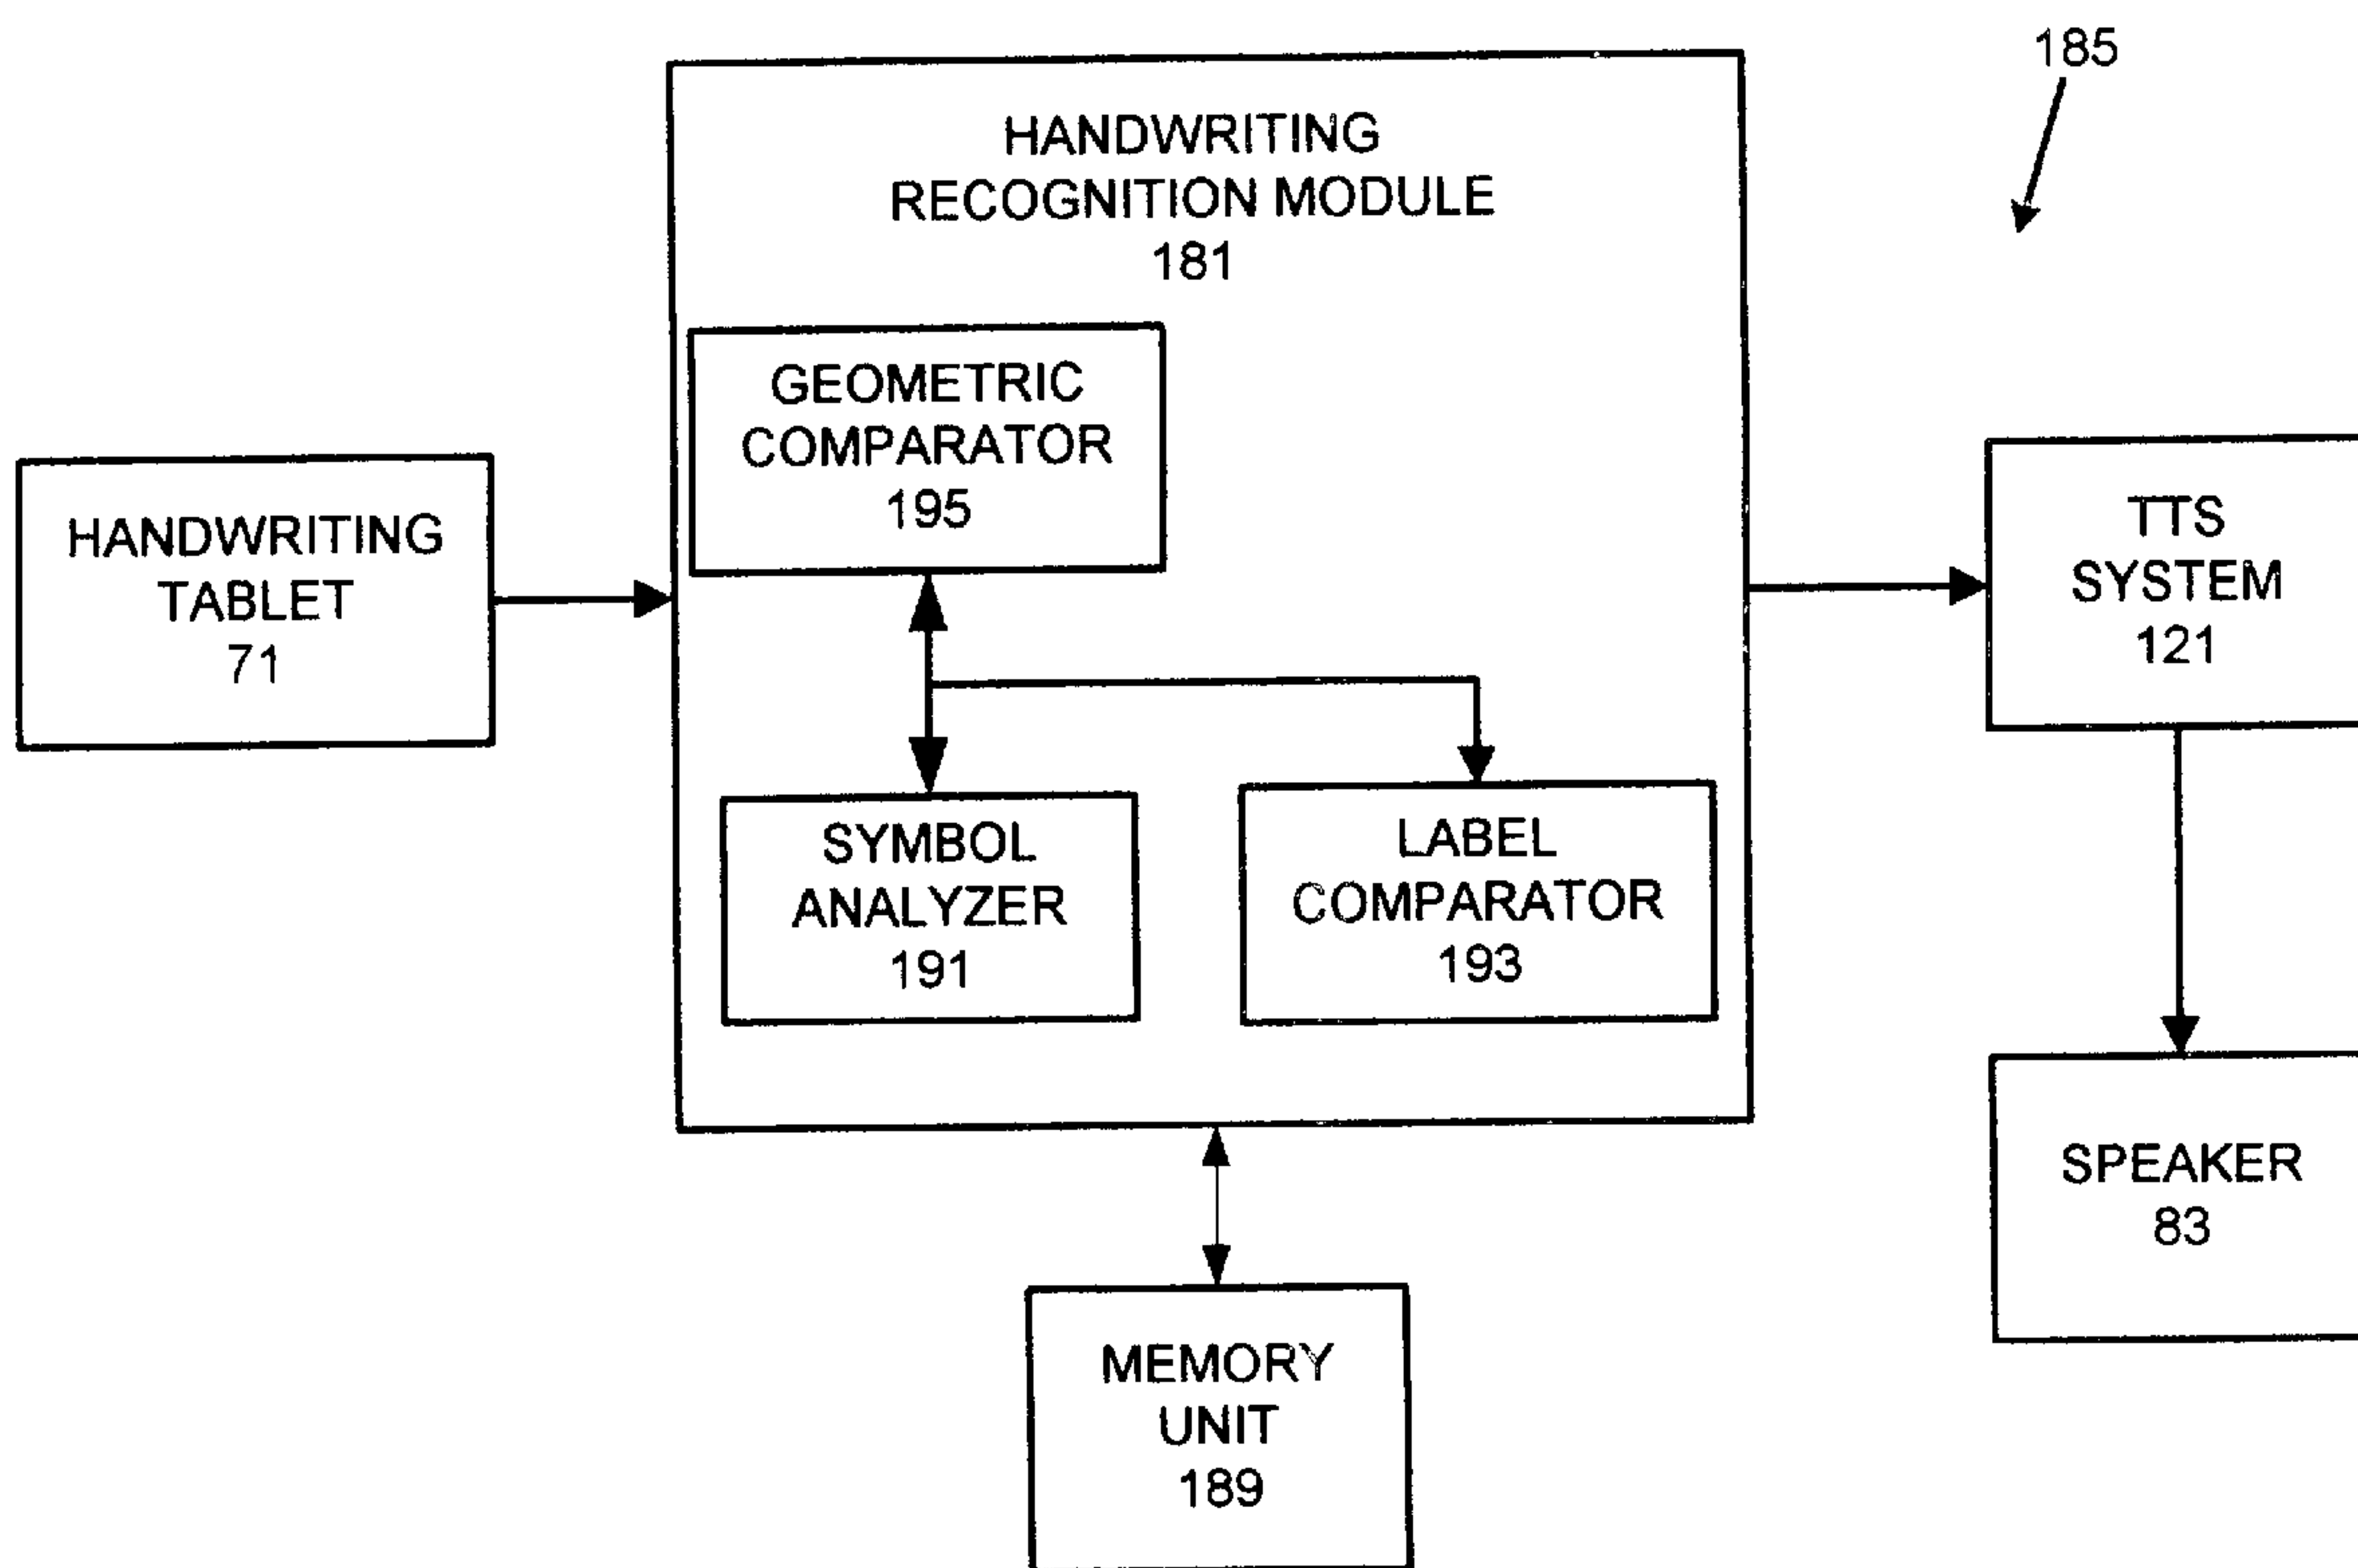 185
HANDWRITING
RECOGNITION MODULE
181
GEOMETRIC
COMPARATOR
195
HANDWRITING
TABLET
71
TTS
SYSTEM
121
SYMBOL
ANALYZER
191
LABEL
COMPARATOR
193
SPEAKER
83
MEMORY
UNIT
189